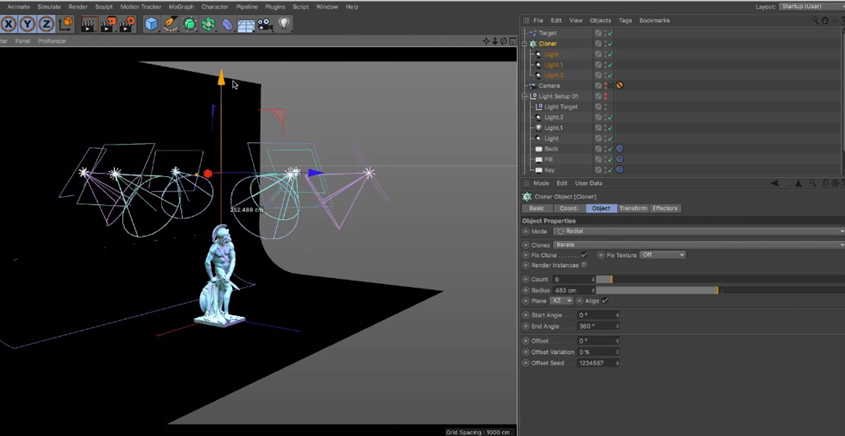 Animate Simulate Render Sculpt Motion Tracker MoGraph Character Pipeline Plugins Script Window Help
Layout: Startup (User)
X Y Z
ter Panel ProRender
File Edit View Objects Tags Bookmarks
Target
Cloner
Light
Light.1
Light.2
Camera
Light Setup 01
Light Target
Light.2
Light.1
Light
Back
Fill
Key
252.488 cm
Mode Edit User Data
Cloner Object [Cloner]
Basic Coord. Object Transform Effectors
Object Properties
Mode Radial
Clones Iterate
Fix Clone Fix Texture Off
Render Instances
Count 6
Radius 485 cm
Plane XZ Align
Start Angle 0 °
End Angle 360 °
Offset 0 °
Offset Variation 0 %
Offset Seed 1234567
Grid Spacing : 1000 cm